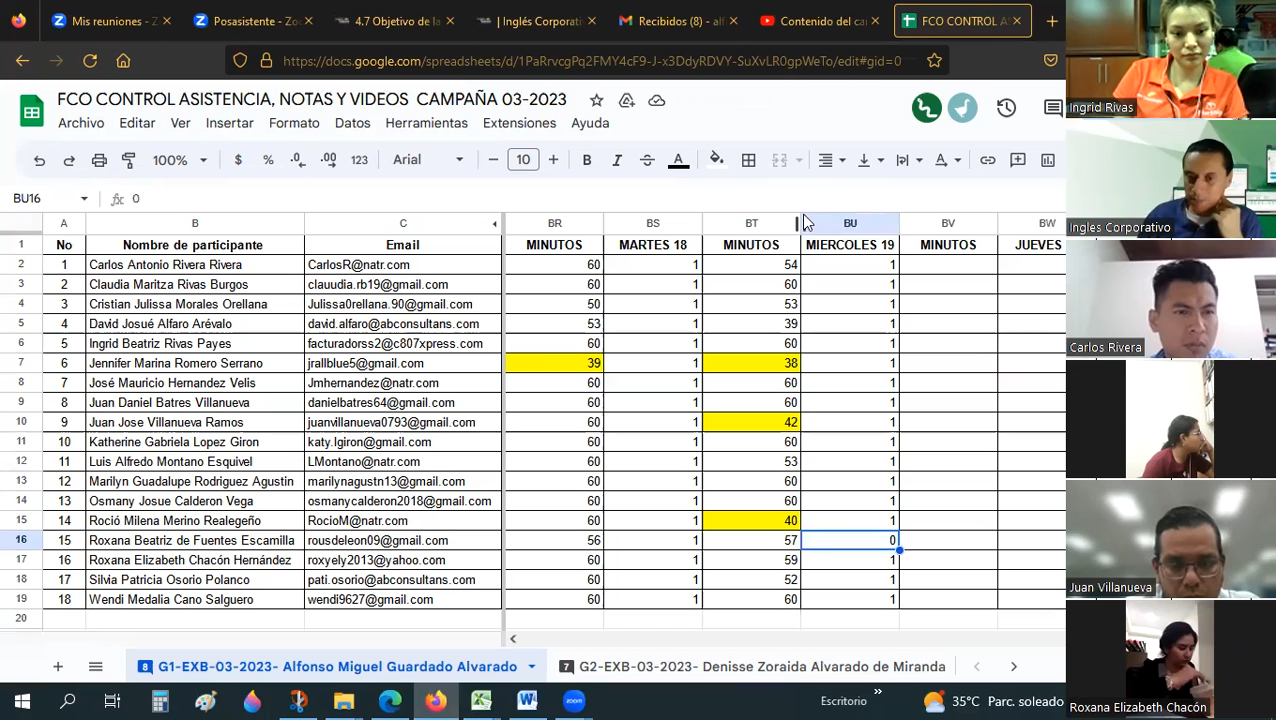 Mis reuniones - Z
Posasistente - Zo
4.7 Objetivo de la
| Inglés Corporati
Recibidos (8) - alf
Contenido del ca
FCO CONTROL AS
https://docs.google.com/spreadsheets/d/1PaRrvcgPq2FMY4cF9-J-x3DdyRDVY-SuXvLR0gpWeTo/edit#gid=0
FCO CONTROL ASISTENCIA, NOTAS Y VIDEOS CAMPAÑA 03-2023
Archivo Editar Ver Insertar Formato Datos Herramientas Extensiones Ayuda
100% $ % .0 .00 123 Arial 10 B I A
BU16 fx 0
A B C BR BS BT BU BV BW
1 No Nombre de participante Email MINUTOS MARTES 18 MINUTOS MIERCOLES 19 MINUTOS JUEVES
2 1 Carlos Antonio Rivera Rivera CarlosR@natr.com 60 1 54 1
3 2 Claudia Maritza Rivas Burgos clauudia.rb19@gmail.com 60 1 60 1
4 3 Cristian Julissa Morales Orellana Julissa0rellana.90@gmail.com 50 1 53 1
5 4 David Josué Alfaro Arévalo david.alfaro@abconsultans.com 53 1 39 1
6 5 Ingrid Beatriz Rivas Payes facturadorss2@c807xpress.com 60 1 60 1
7 6 Jennifer Marina Romero Serrano jrallblue5@gmail.com 39 1 38 1
8 7 José Mauricio Hernandez Velis Jmhernandez@natr.com 60 1 60 1
9 8 Juan Daniel Batres Villanueva danielbatres64@gmail.com 60 1 60 1
10 9 Juan Jose Villanueva Ramos juanvillanueva0793@gmail.com 60 1 42 1
11 10 Katherine Gabriela Lopez Giron katy.lgiron@gmail.com 60 1 60 1
12 11 Luis Alfredo Montano Esquivel LMontano@natr.com 60 1 53 1
13 12 Marilyn Guadalupe Rodriguez Agustin marilynagustn13@gmail.com 60 1 60 1
14 13 Osmany Josue Calderon Vega osmanycalderon2018@gmail.com 60 1 60 1
15 14 Roció Milena Merino Realegeño RocioM@natr.com 60 1 40 1
16 15 Roxana Beatriz de Fuentes Escamilla rousdeleon09@gmail.com 56 1 57 0
17 16 Roxana Elizabeth Chacón Hernández roxyely2013@yahoo.com 60 1 59 1
18 17 Silvia Patricia Osorio Polanco pati.osorio@abconsultans.com 60 1 52 1
19 18 Wendi Medalia Cano Salguero wendi9627@gmail.com 60 1 60 1
20
8 G1-EXB-03-2023- Alfonso Miguel Guardado Alvarado
7 G2-EXB-03-2023- Denisse Zoraida Alvarado de Miranda
zoom
Escritorio
35°C Parc. soleado
Ingrid Rivas
Ingles Corporativo
Carlos Rivera
Juan Villanueva
Roxana Elizabeth Chacón